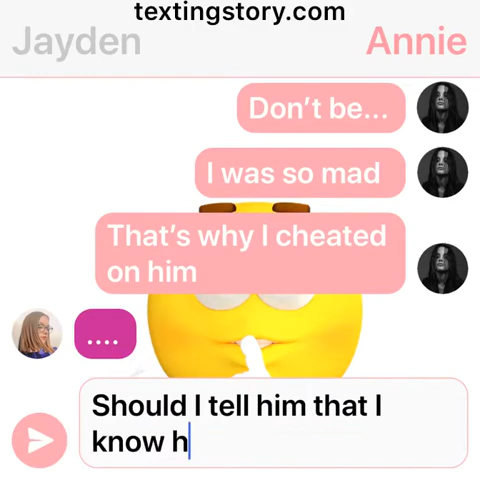 textingstory.com
Jayden
Annie
Don't be...
I was so mad
That's why I cheated
on him
....
Should I tell him that I
know h